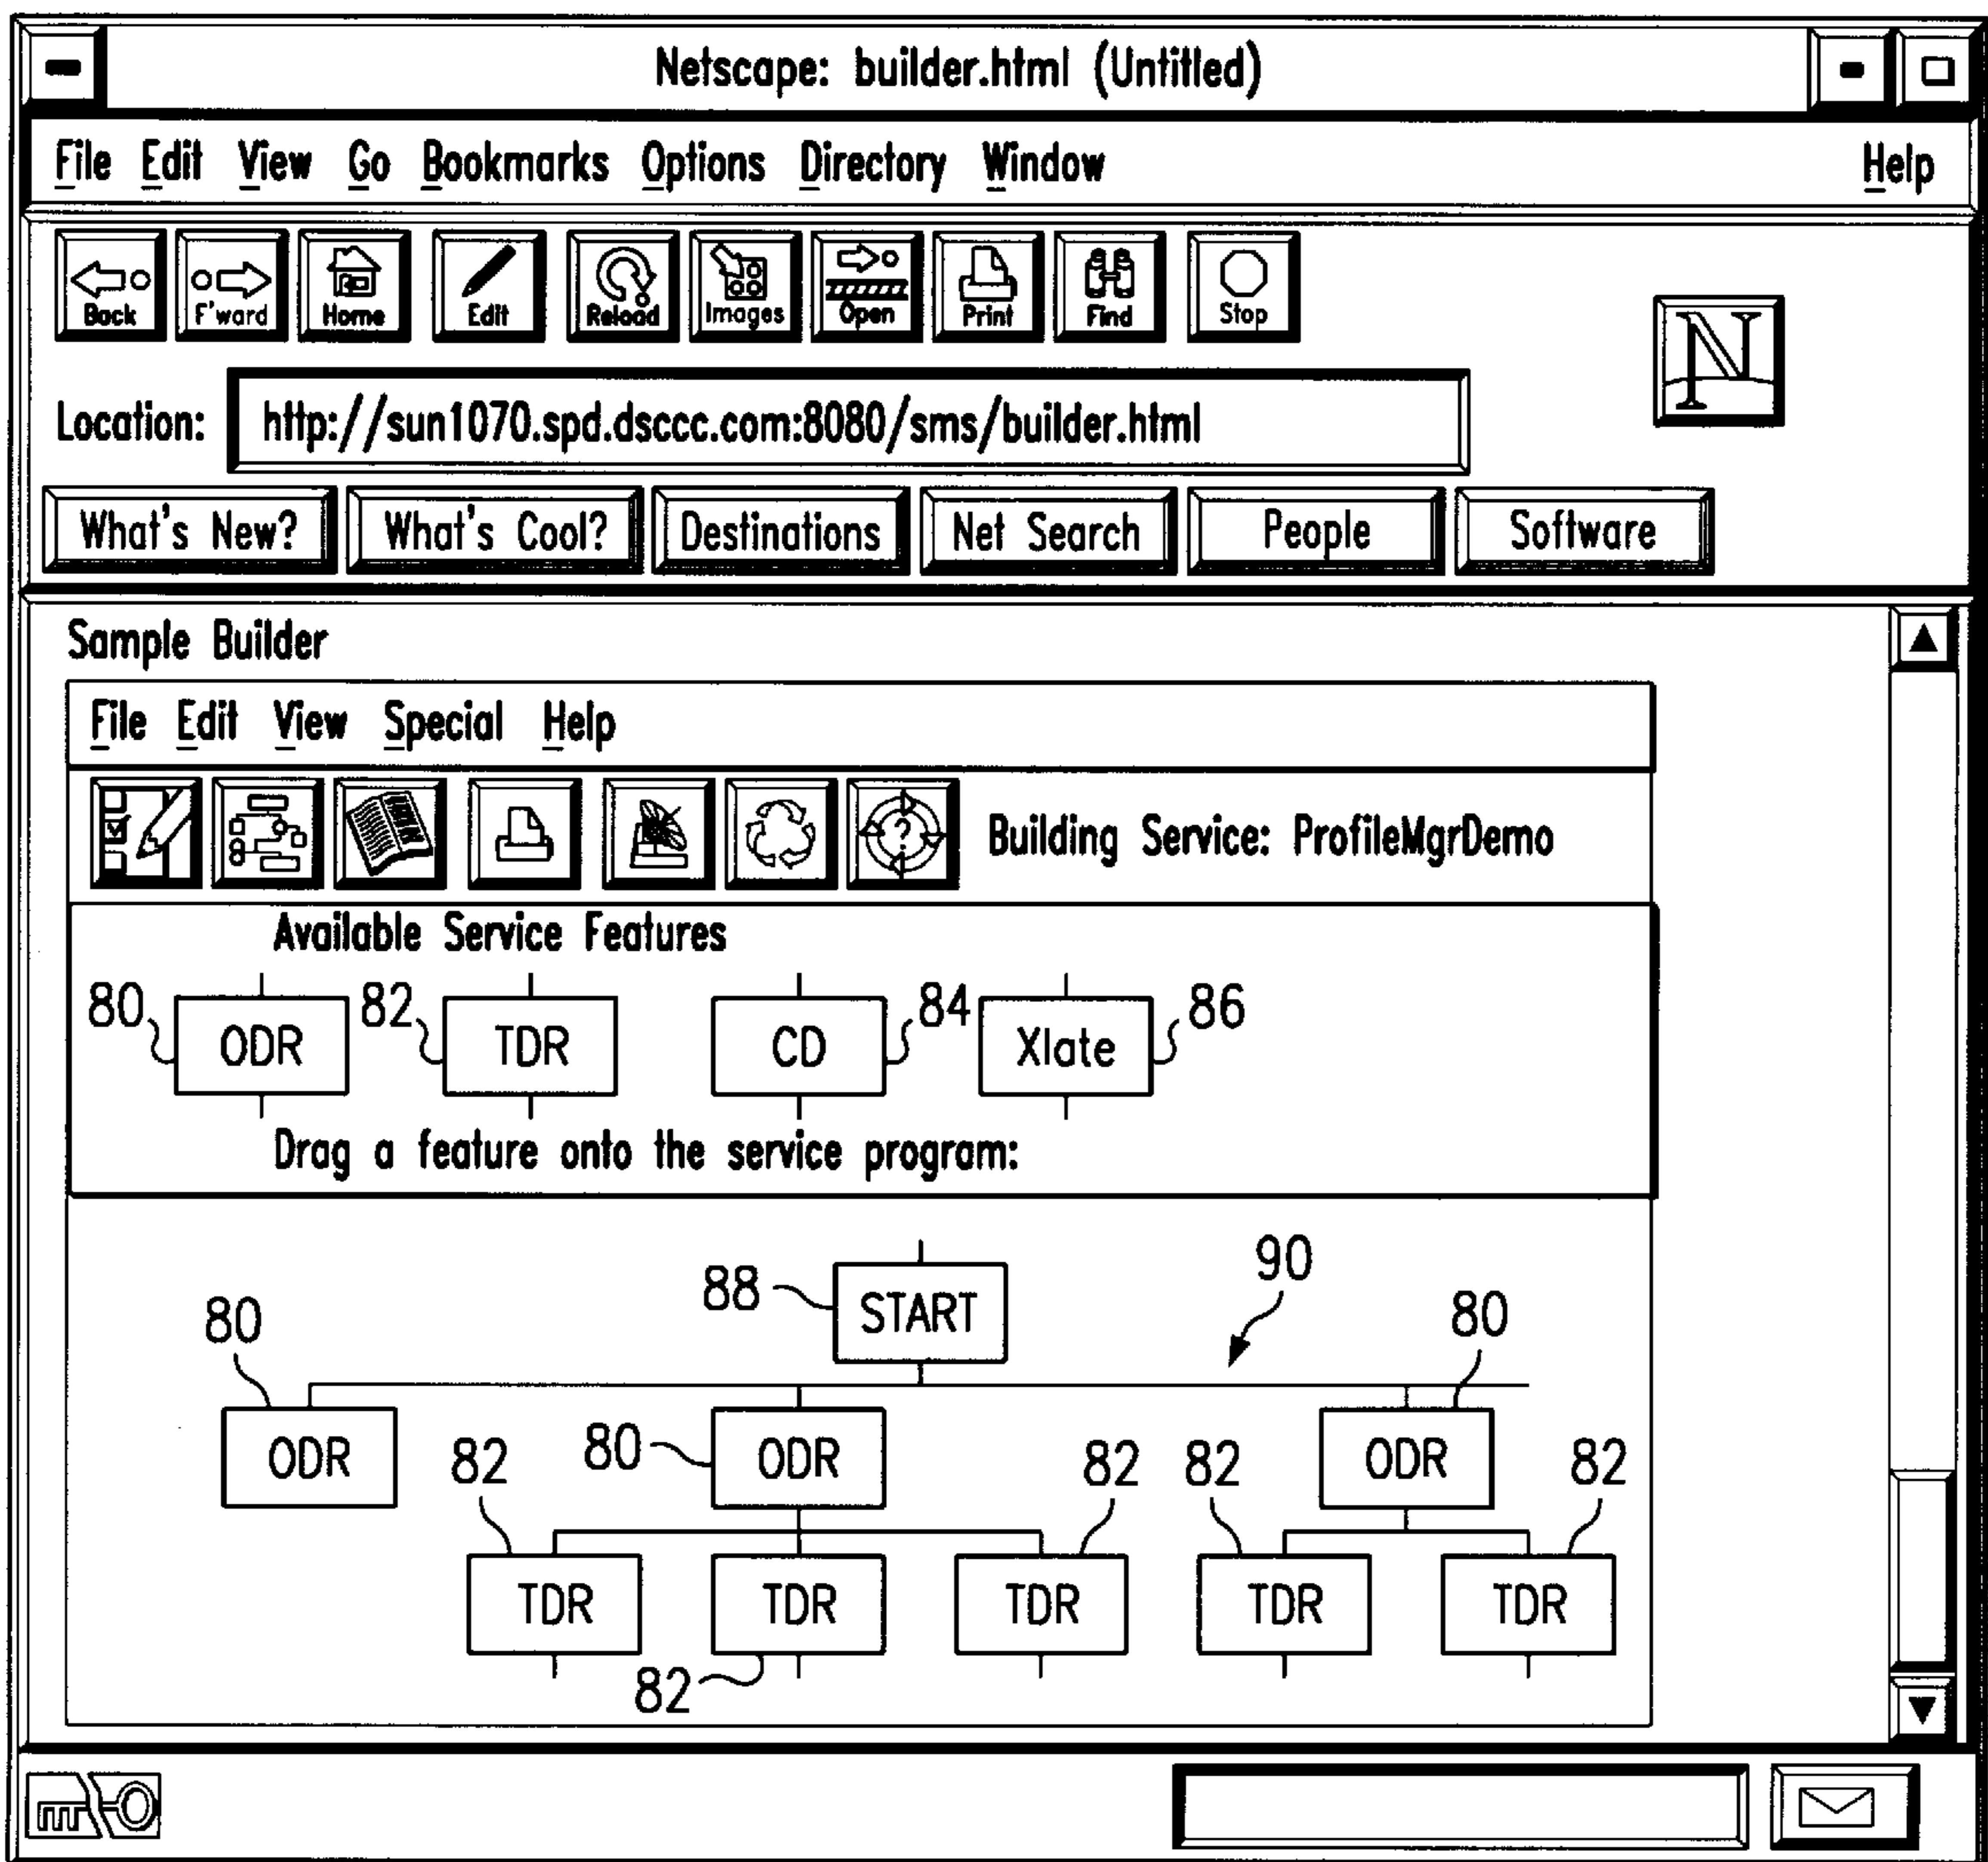 Netscape: builder.html (Untitled)
File Edit View Go Bookmarks Options Directory Window Help
Back F'ward Home Edit Reload Images Open Print Find Stop
N
Location: http://sun1070.spd.dsccc.com:8080/sms/builder.html
What's New? What's Cool? Destinations Net Search People Software
Sample Builder
File Edit View Special Help
? Building Service: ProfileMgrDemo
Available Service Features
80 ODR 82 TDR CD 84 Xlate 86
Drag a feature onto the service program:
90
88 START
80 80
ODR 80 ODR ODR
82 82 82 82
TDR TDR TDR TDR TDR
82